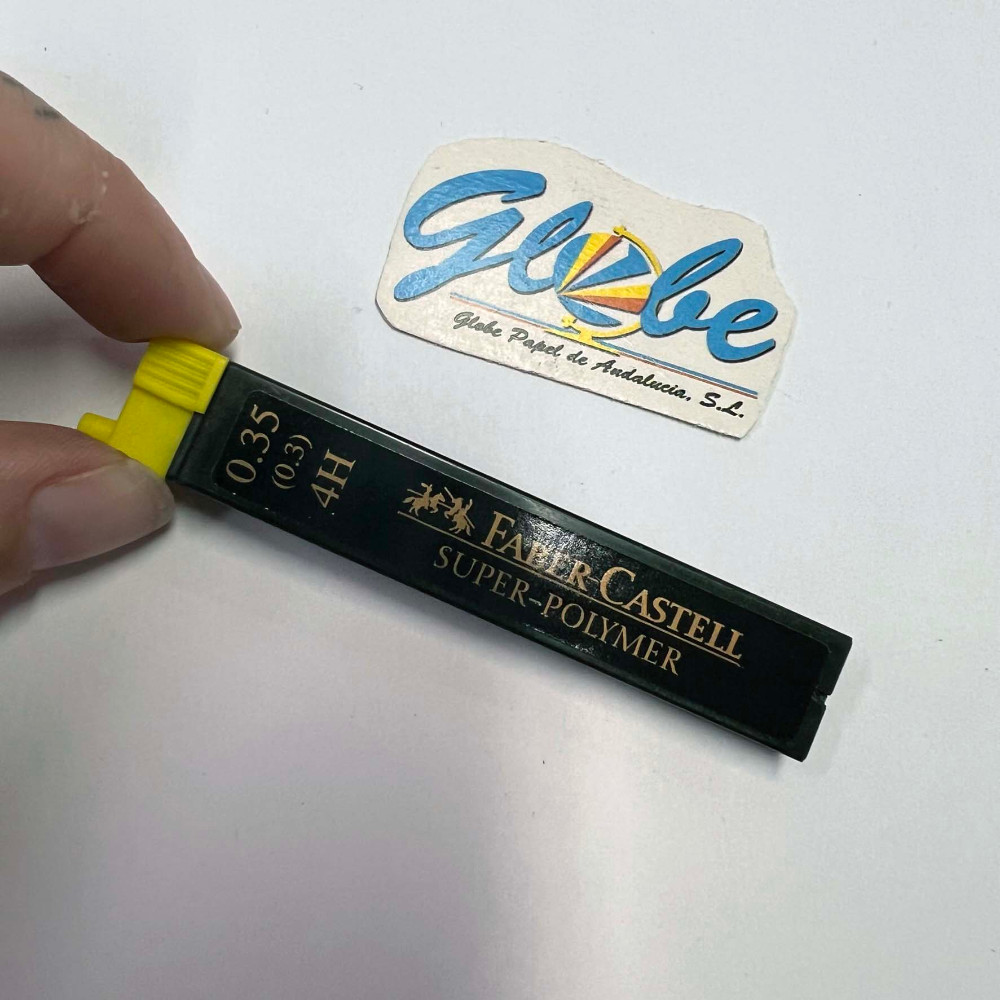 Globe
Globe Papel de Andalucia, S.L.
0.35
(0.3)
4H
FABER-CASTELL
SUPER-POLYMER